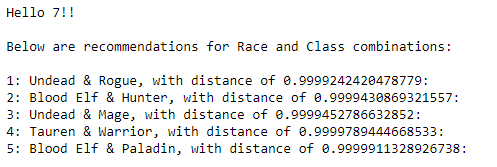 Hello 7!!
Below are recommendations for Race and Class combinations:
1: Undead & Rogue, with distance of 0.9999242420478779:
2: Blood Elf & Hunter, with distance of 0.9999430869321557:
3: Undead & Mage, with distance of 0.9999452786632852:
4: Tauren & Warrior, with distance of 0.9999789444668533:
5: Blood Elf & Paladin, with distance of 0.9999911328926738: